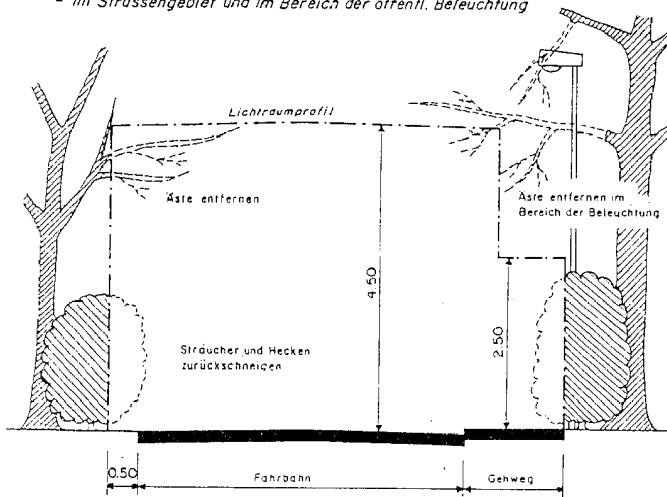 - im Strassengebiet und im Bereich der öffentl. Beleuchtung
Lichtraumprofil
Äste entfernen
Äste entfernen im
Bereich der Beleuchtung
4.50
2.50
Sträucher und Hecken
zurückschneiden
0.50
Fahrbahn
Gehweg